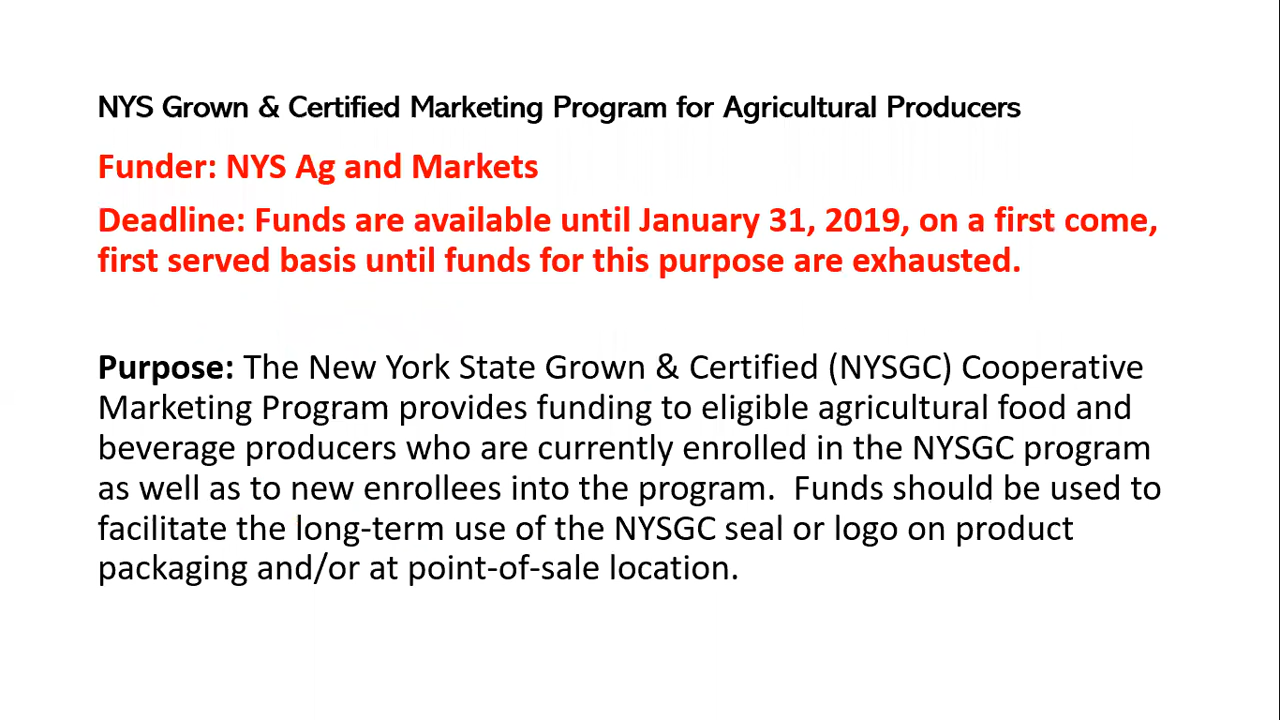 NYS Grown & Certified Marketing Program for Agricultural Producers
Funder: NYS Ag and Markets
Deadline: Funds are available until January 31, 2019, on a first come,
first served basis until funds for this purpose are exhausted.
Purpose: The New York State Grown & Certified (NYSGC) Cooperative
Marketing Program provides funding to eligible agricultural food and
beverage producers who are currently enrolled in the NYSGC program
as well as to new enrollees into the program.  Funds should be used to
facilitate the long-term use of the NYSGC seal or logo on product
packaging and/or at point-of-sale location.